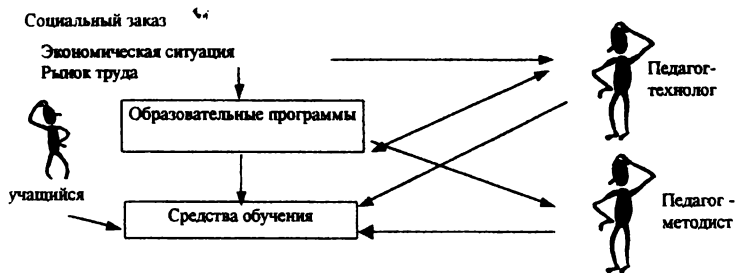 Социальный заказ
Экономическая ситуация
Рынок труда
Образовательные программы
Педагог-
технолог
учащийся
Средства обучения
Педагог -
методист